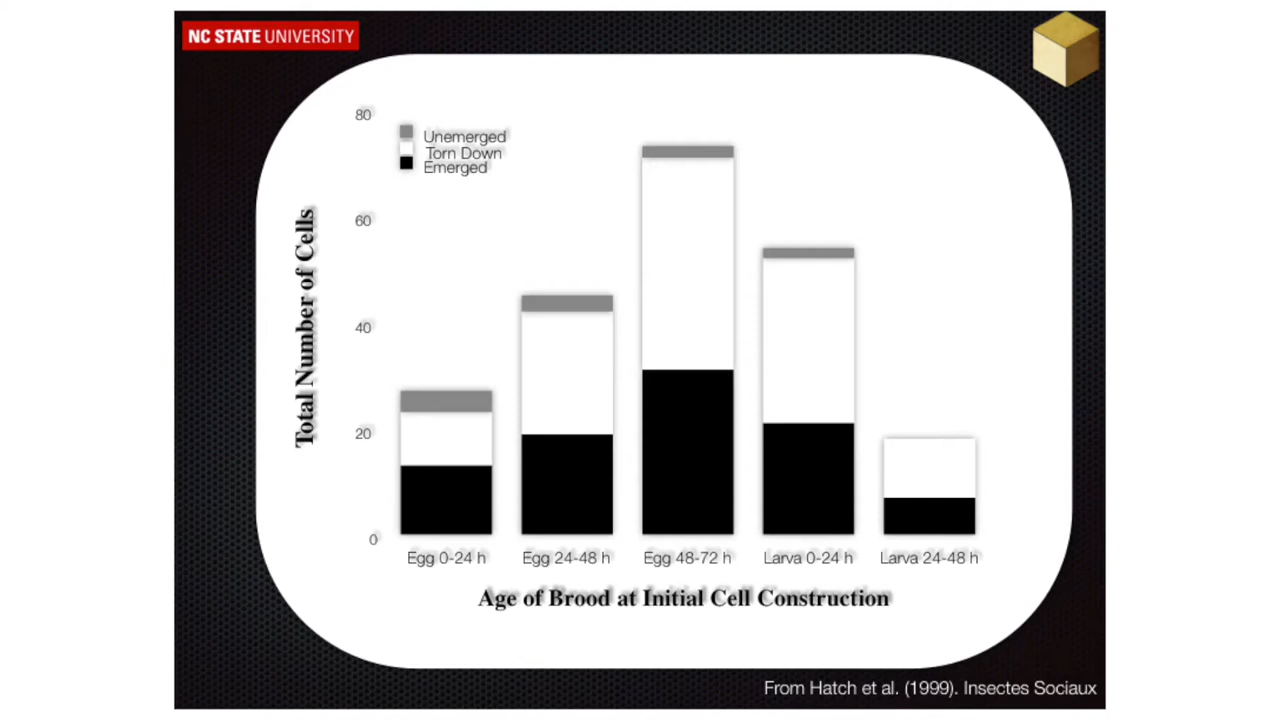 NC STATE UNIVERSITY
80
Unemerged
Torn Down
Emerged
60
Total Number of Cells
40
20
0
Egg 0-24 h Egg 24-48 h Egg 48-72 h Larva 0-24 h Larva 24-48 h
Age of Brood at Initial Cell Construction
From Hatch et al. (1999). Insectes Sociaux